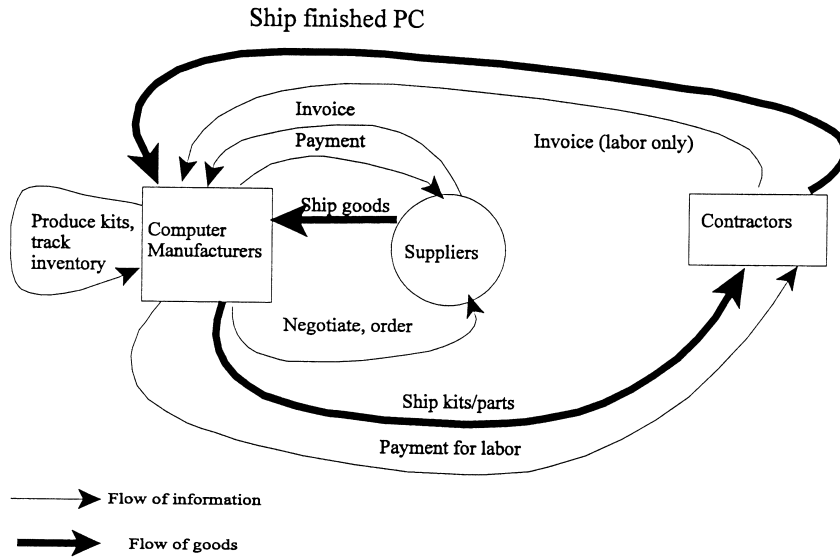 Ship finished PC
Invoice
Payment
Invoice (labor only)
Ship goods
Produce kits,
track
inventory
Computer
Manufacturers
Suppliers
Contractors
Negotiate, order
Ship kits/parts
Payment for labor
Flow of information
Flow of goods